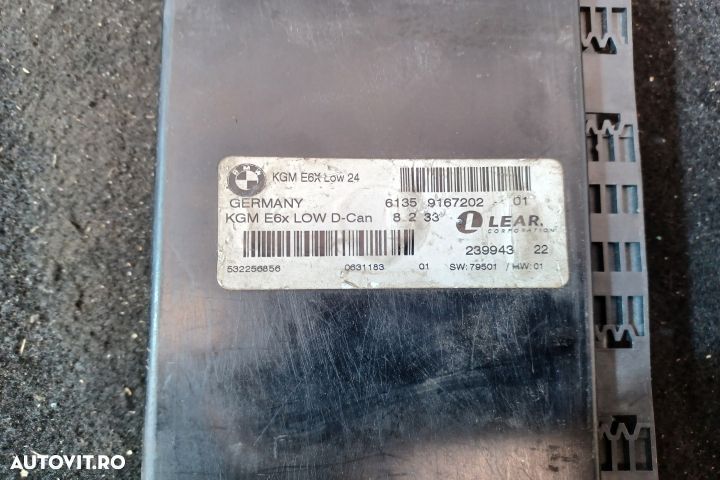 BMW
KGM E6X Low 24
GERMANY 6135 9167202 - 01
KGM E6x LOW D-Can 8 2 33 LEAR
CORPORATION
239943 22
532256856 0631183 01 SW: 79501 / HW: 01
AUTOVIT.RO